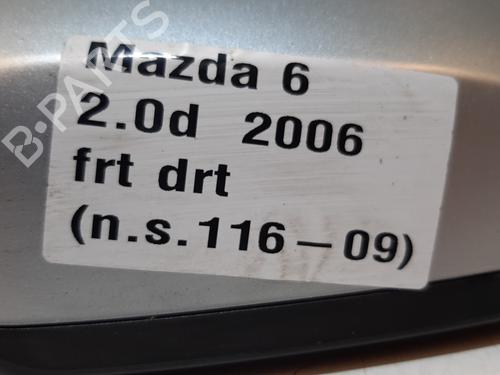 Mazda 6
2.0d 2006
frt drt
(n.s.116-09)
B-PARTS